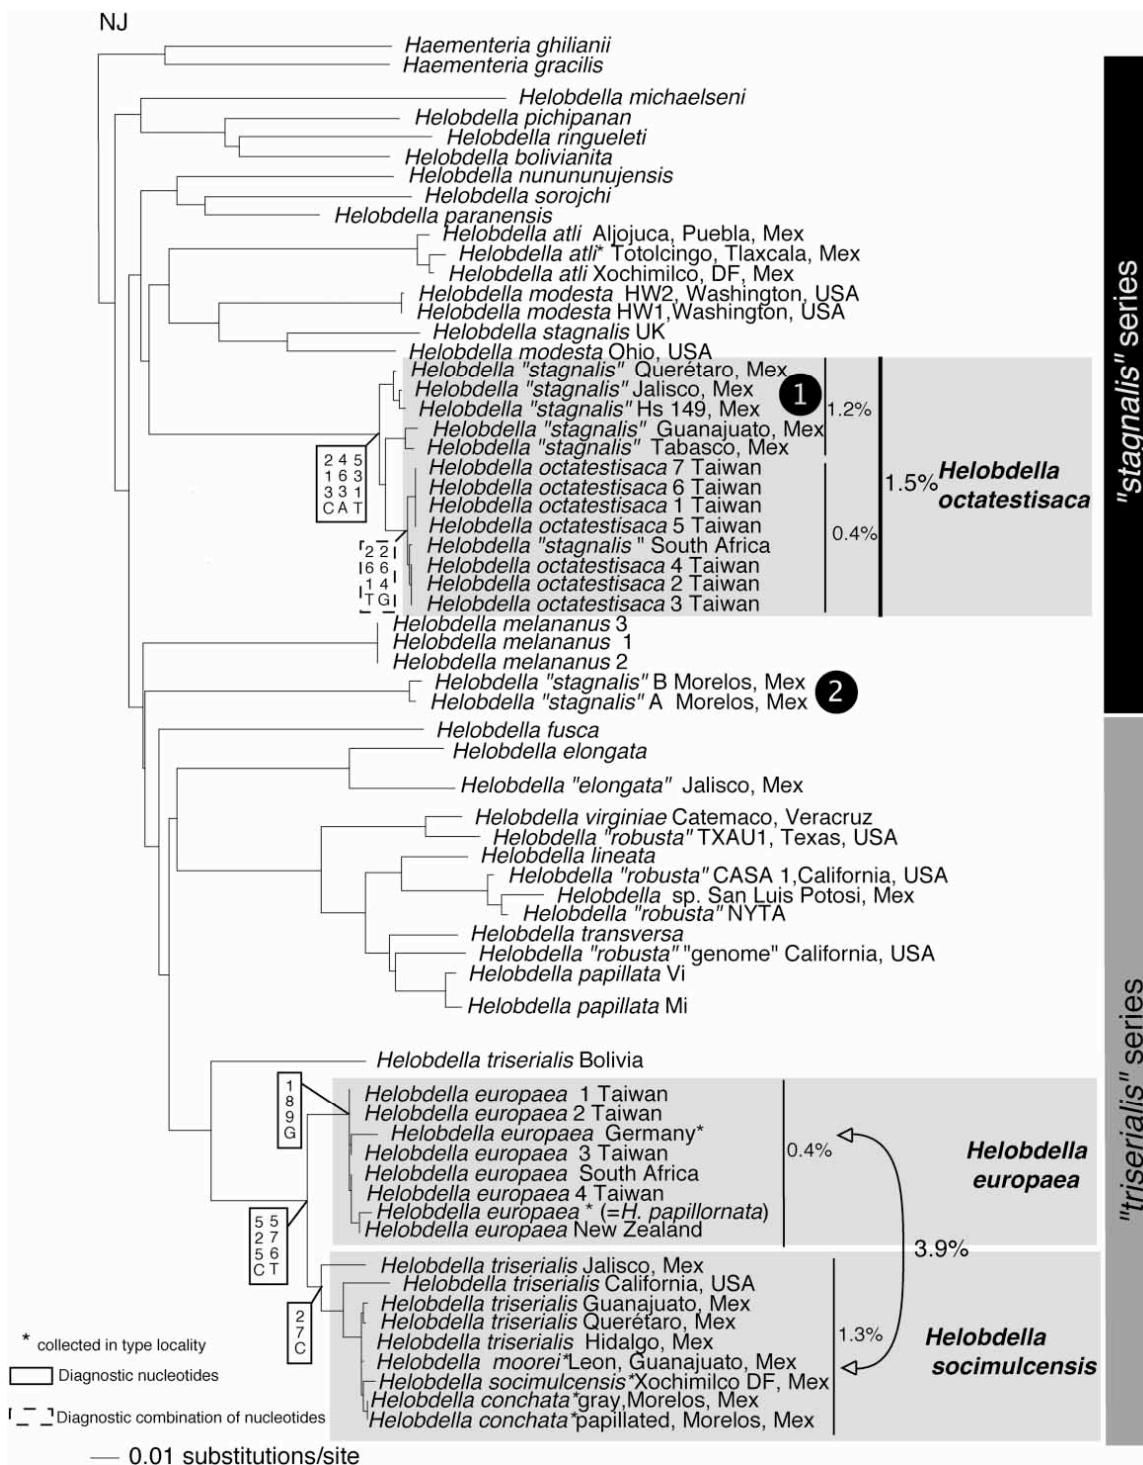 NJ
Haementeria ghilianii
Haementeria gracilis
Helobdella michaelseni
Helobdella pichipanan
Helobdella ringueleti
Helobdella bolivianita
Helobdella nunununujensis
Helobdella sorojchi
Helobdella paranensis
Helobdella atli Aljojuca, Puebla, Mex
Helobdella atli* Totolcingo, Tlaxcala, Mex
Helobdella atli Xochimilco, DF, Mex
Helobdella modesta HW2, Washington, USA
Helobdella modesta HW1,Washington, USA
Helobdella stagnalis UK
Helobdella modesta Ohio, USA
Helobdella "stagnalis" Querétaro, Mex
Helobdella "stagnalis" Jalisco, Mex
Helobdella "stagnalis" Hs 149, Mex
Helobdella "stagnalis" Guanajuato, Mex
Helobdella "stagnalis" Tabasco, Mex
Helobdella octatestisaca 7 Taiwan
Helobdella octatestisaca 6 Taiwan
Helobdella octatestisaca 1 Taiwan
Helobdella octatestisaca 5 Taiwan
Helobdella "stagnalis " South Africa
Helobdella octatestisaca 4 Taiwan
Helobdella octatestisaca 2 Taiwan
Helobdella octatestisaca 3 Taiwan
1
1.2%
0.4%
1.5%
Helobdella
octatestisaca
2 4 5
1 6 3
3 3 1
C A T
2 2
6 6
1 4
T G
Helobdella melananus 3
Helobdella melananus 1
Helobdella melananus 2
Helobdella "stagnalis" B Morelos, Mex
Helobdella "stagnalis" A Morelos, Mex
2
"stagnalis" series
Helobdella fusca
Helobdella elongata
Helobdella "elongata" Jalisco, Mex
Helobdella virginiae Catemaco, Veracruz
Helobdella "robusta" TXAU1, Texas, USA
Helobdella lineata
Helobdella "robusta" CASA 1,California, USA
Helobdella sp. San Luis Potosi, Mex
Helobdella "robusta" NYTA
Helobdella transversa
Helobdella "robusta" "genome" California, USA
Helobdella papillata Vi
Helobdella papillata Mi
Helobdella triserialis Bolivia
1
8
9
G
Helobdella europaea 1 Taiwan
Helobdella europaea 2 Taiwan
Helobdella europaea Germany*
Helobdella europaea 3 Taiwan
Helobdella europaea South Africa
Helobdella europaea 4 Taiwan
Helobdella europaea * (=H. papillornata)
Helobdella europaea New Zealand
0.4%
Helobdella
europaea
3.9%
5 5
2 7
5 6
C T
2
7
C
Helobdella triserialis Jalisco, Mex
Helobdella triserialis California, USA
Helobdella triserialis Guanajuato, Mex
Helobdella triserialis Querétaro, Mex
Helobdella triserialis Hidalgo, Mex
Helobdella moorei*Leon, Guanajuato, Mex
Helobdella socimulcensis*Xochimilco DF, Mex
Helobdella conchata*gray,Morelos, Mex
Helobdella conchata*papillated, Morelos, Mex
1.3%
Helobdella
socimulcensis
"triserialis" series
* collected in type locality
Diagnostic nucleotides
Diagnostic combination of nucleotides
0.01 substitutions/site